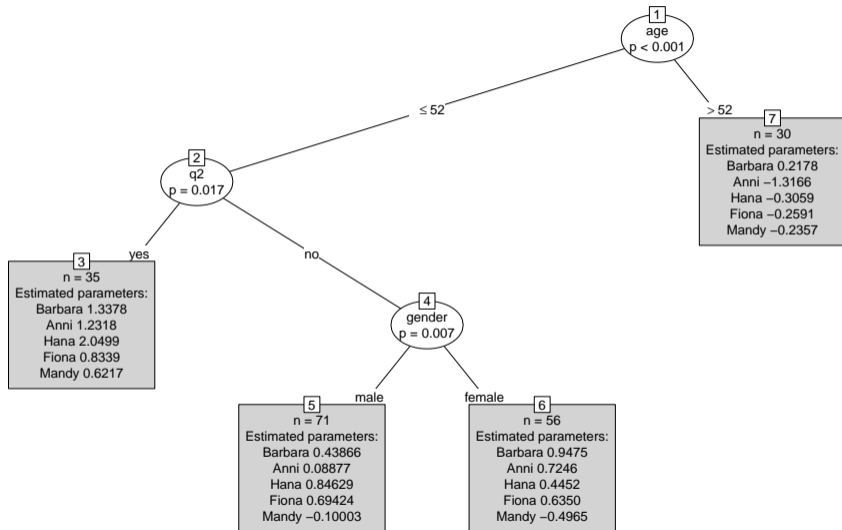 1
age
p < 0.001
≤ 52
> 52
2
q2
p = 0.017
7
n = 30
Estimated parameters:
Barbara 0.2178
Anni −1.3166
Hana −0.3059
Fiona −0.2591
Mandy −0.2357
yes
no
3
n = 35
Estimated parameters:
Barbara 1.3378
Anni 1.2318
Hana 2.0499
Fiona 0.8339
Mandy 0.6217
4
gender
p = 0.007
male
female
5
n = 71
Estimated parameters:
Barbara 0.43866
Anni 0.08877
Hana 0.84629
Fiona 0.69424
Mandy −0.10003
6
n = 56
Estimated parameters:
Barbara 0.9475
Anni 0.7246
Hana 0.4452
Fiona 0.6350
Mandy −0.4965